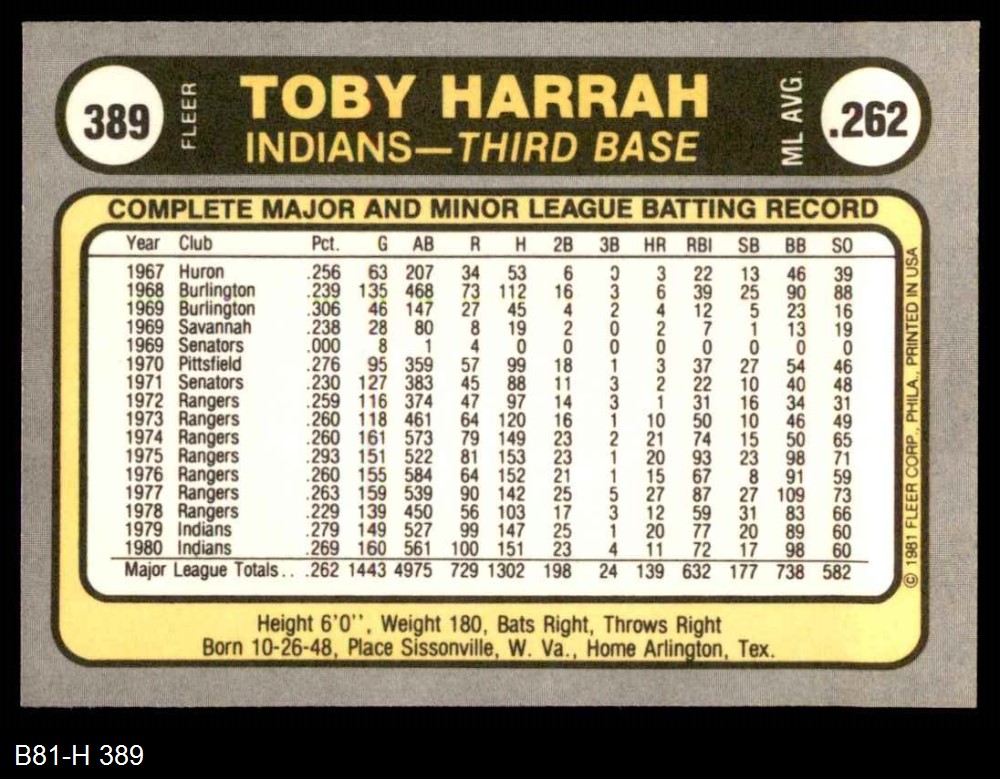 389 FLEER TOBY HARRAH ML AVG. .262
INDIANS—THIRD BASE
COMPLETE MAJOR AND MINOR LEAGUE BATTING RECORD
Year Club Pct. G AB R H 2B 3B HR RBI SB BB SO
1967 Huron .256 63 207 34 53 6 0 3 22 13 46 39
1968 Burlington .239 135 468 73 112 16 3 6 39 25 90 88
1969 Burlington .306 46 147 27 45 4 2 4 12 5 23 16
1969 Savannah .238 28 80 8 19 2 0 2 7 1 13 19
1969 Senators .000 8 1 4 0 0 0 0 0 0 0 0
1970 Pittsfield .276 95 359 57 99 18 1 3 37 27 54 46
1971 Senators .230 127 383 45 88 11 3 2 22 10 40 48
1972 Rangers .259 116 374 47 97 14 3 1 31 16 34 31
1973 Rangers .260 118 461 64 120 16 1 10 50 10 46 49
1974 Rangers .260 161 573 79 149 23 2 21 74 15 50 65
1975 Rangers .293 151 522 81 153 23 1 20 93 23 98 71
1976 Rangers .260 155 584 64 152 21 1 15 67 8 91 59
1977 Rangers .263 159 539 90 142 25 5 27 87 27 109 73
1978 Rangers .229 139 450 56 103 17 3 12 59 31 83 66
1979 Indians .279 149 527 99 147 25 1 20 77 20 89 60
1980 Indians .269 160 561 100 151 23 4 11 72 17 98 60
Major League Totals... .262 1443 4975 729 1302 198 24 139 632 177 738 582
© 1981 FLEER CORP., PHILA., PRINTED IN USA
Height 6'0'', Weight 180, Bats Right, Throws Right
Born 10-26-48, Place Sissonville, W. Va., Home Arlington, Tex.
B81-H 389